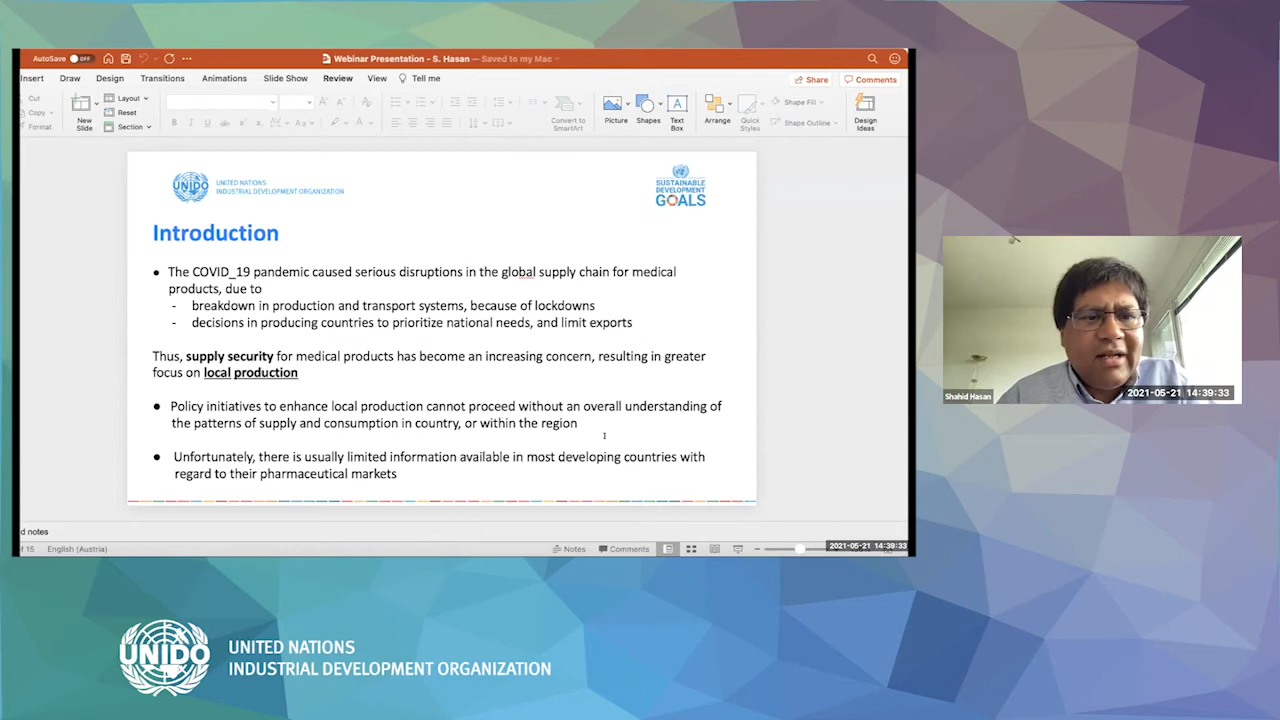 AutoSave OFF
Webinar Presentation - S. Hasan — Saved to my Mac
Insert Draw Design Transitions Animations Slide Show Review View Tell me
Share Comments
Cut
Copy
Format
New Slide
Layout
Reset
Section
Convert to SmartArt
Picture
Shapes
Text Box
Arrange
Quick Styles
Shape Fill
Shape Outline
Design Ideas
UNIDO
UNITED NATIONS
INDUSTRIAL DEVELOPMENT ORGANIZATION
SUSTAINABLE
DEVELOPMENT
GOALS
Introduction
• The COVID_19 pandemic caused serious disruptions in the global supply chain for medical
products, due to
- breakdown in production and transport systems, because of lockdowns
- decisions in producing countries to prioritize national needs, and limit exports
Thus, supply security for medical products has become an increasing concern, resulting in greater
focus on local production
• Policy initiatives to enhance local production cannot proceed without an overall understanding of
the patterns of supply and consumption in country, or within the region
• Unfortunately, there is usually limited information available in most developing countries with
regard to their pharmaceutical markets
d notes
of 15 English (Austria)
Notes Comments
2021-05-21 14:39:33
Shahid Hasan
2021-05-21 14:39:33
UNIDO
UNITED NATIONS
INDUSTRIAL DEVELOPMENT ORGANIZATION